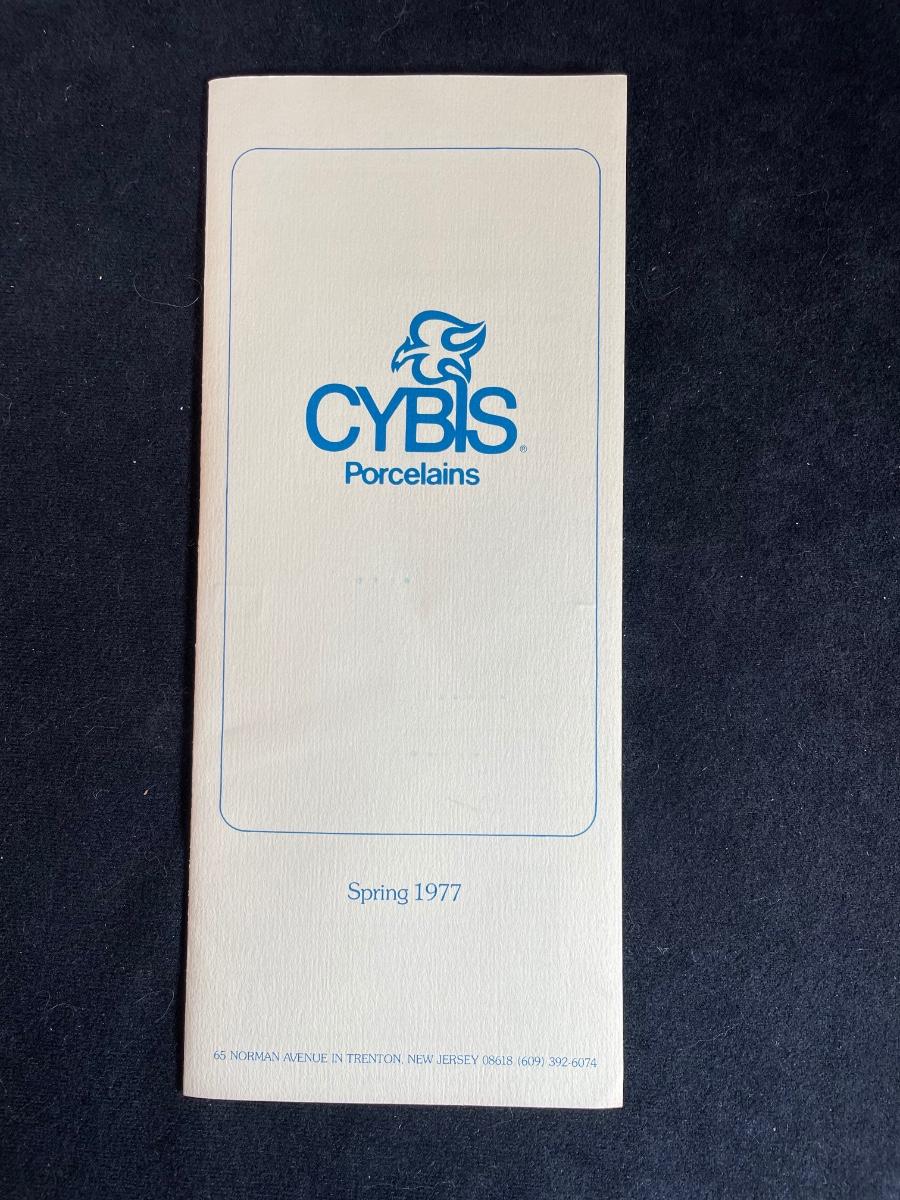 CYBIS®
Porcelains
Spring 1977
65 NORMAN AVENUE IN TRENTON, NEW JERSEY 08618 (609) 392-6074